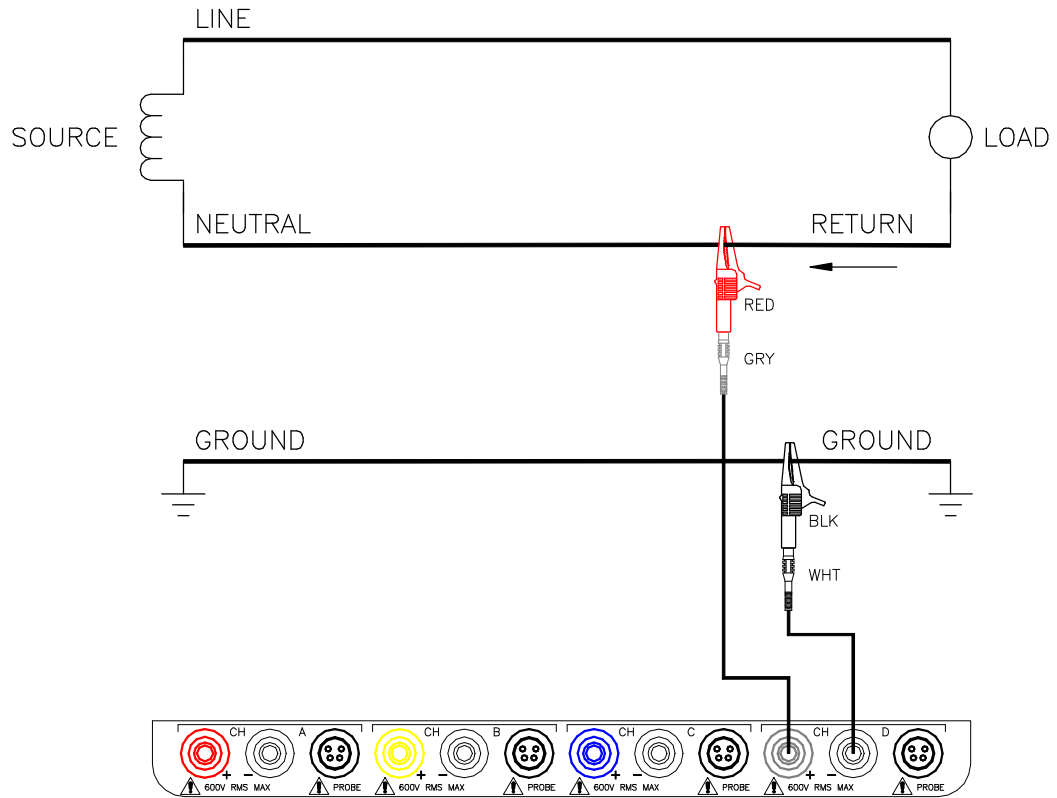 LINE
SOURCE
LOAD
NEUTRAL RETURN
RED
GRY
GROUND GROUND
BLK
WHT
CH A CH B CH C CH D
+ − + − + − + −
600V RMS MAX PROBE 600V RMS MAX PROBE 600V RMS MAX PROBE 600V RMS MAX PROBE